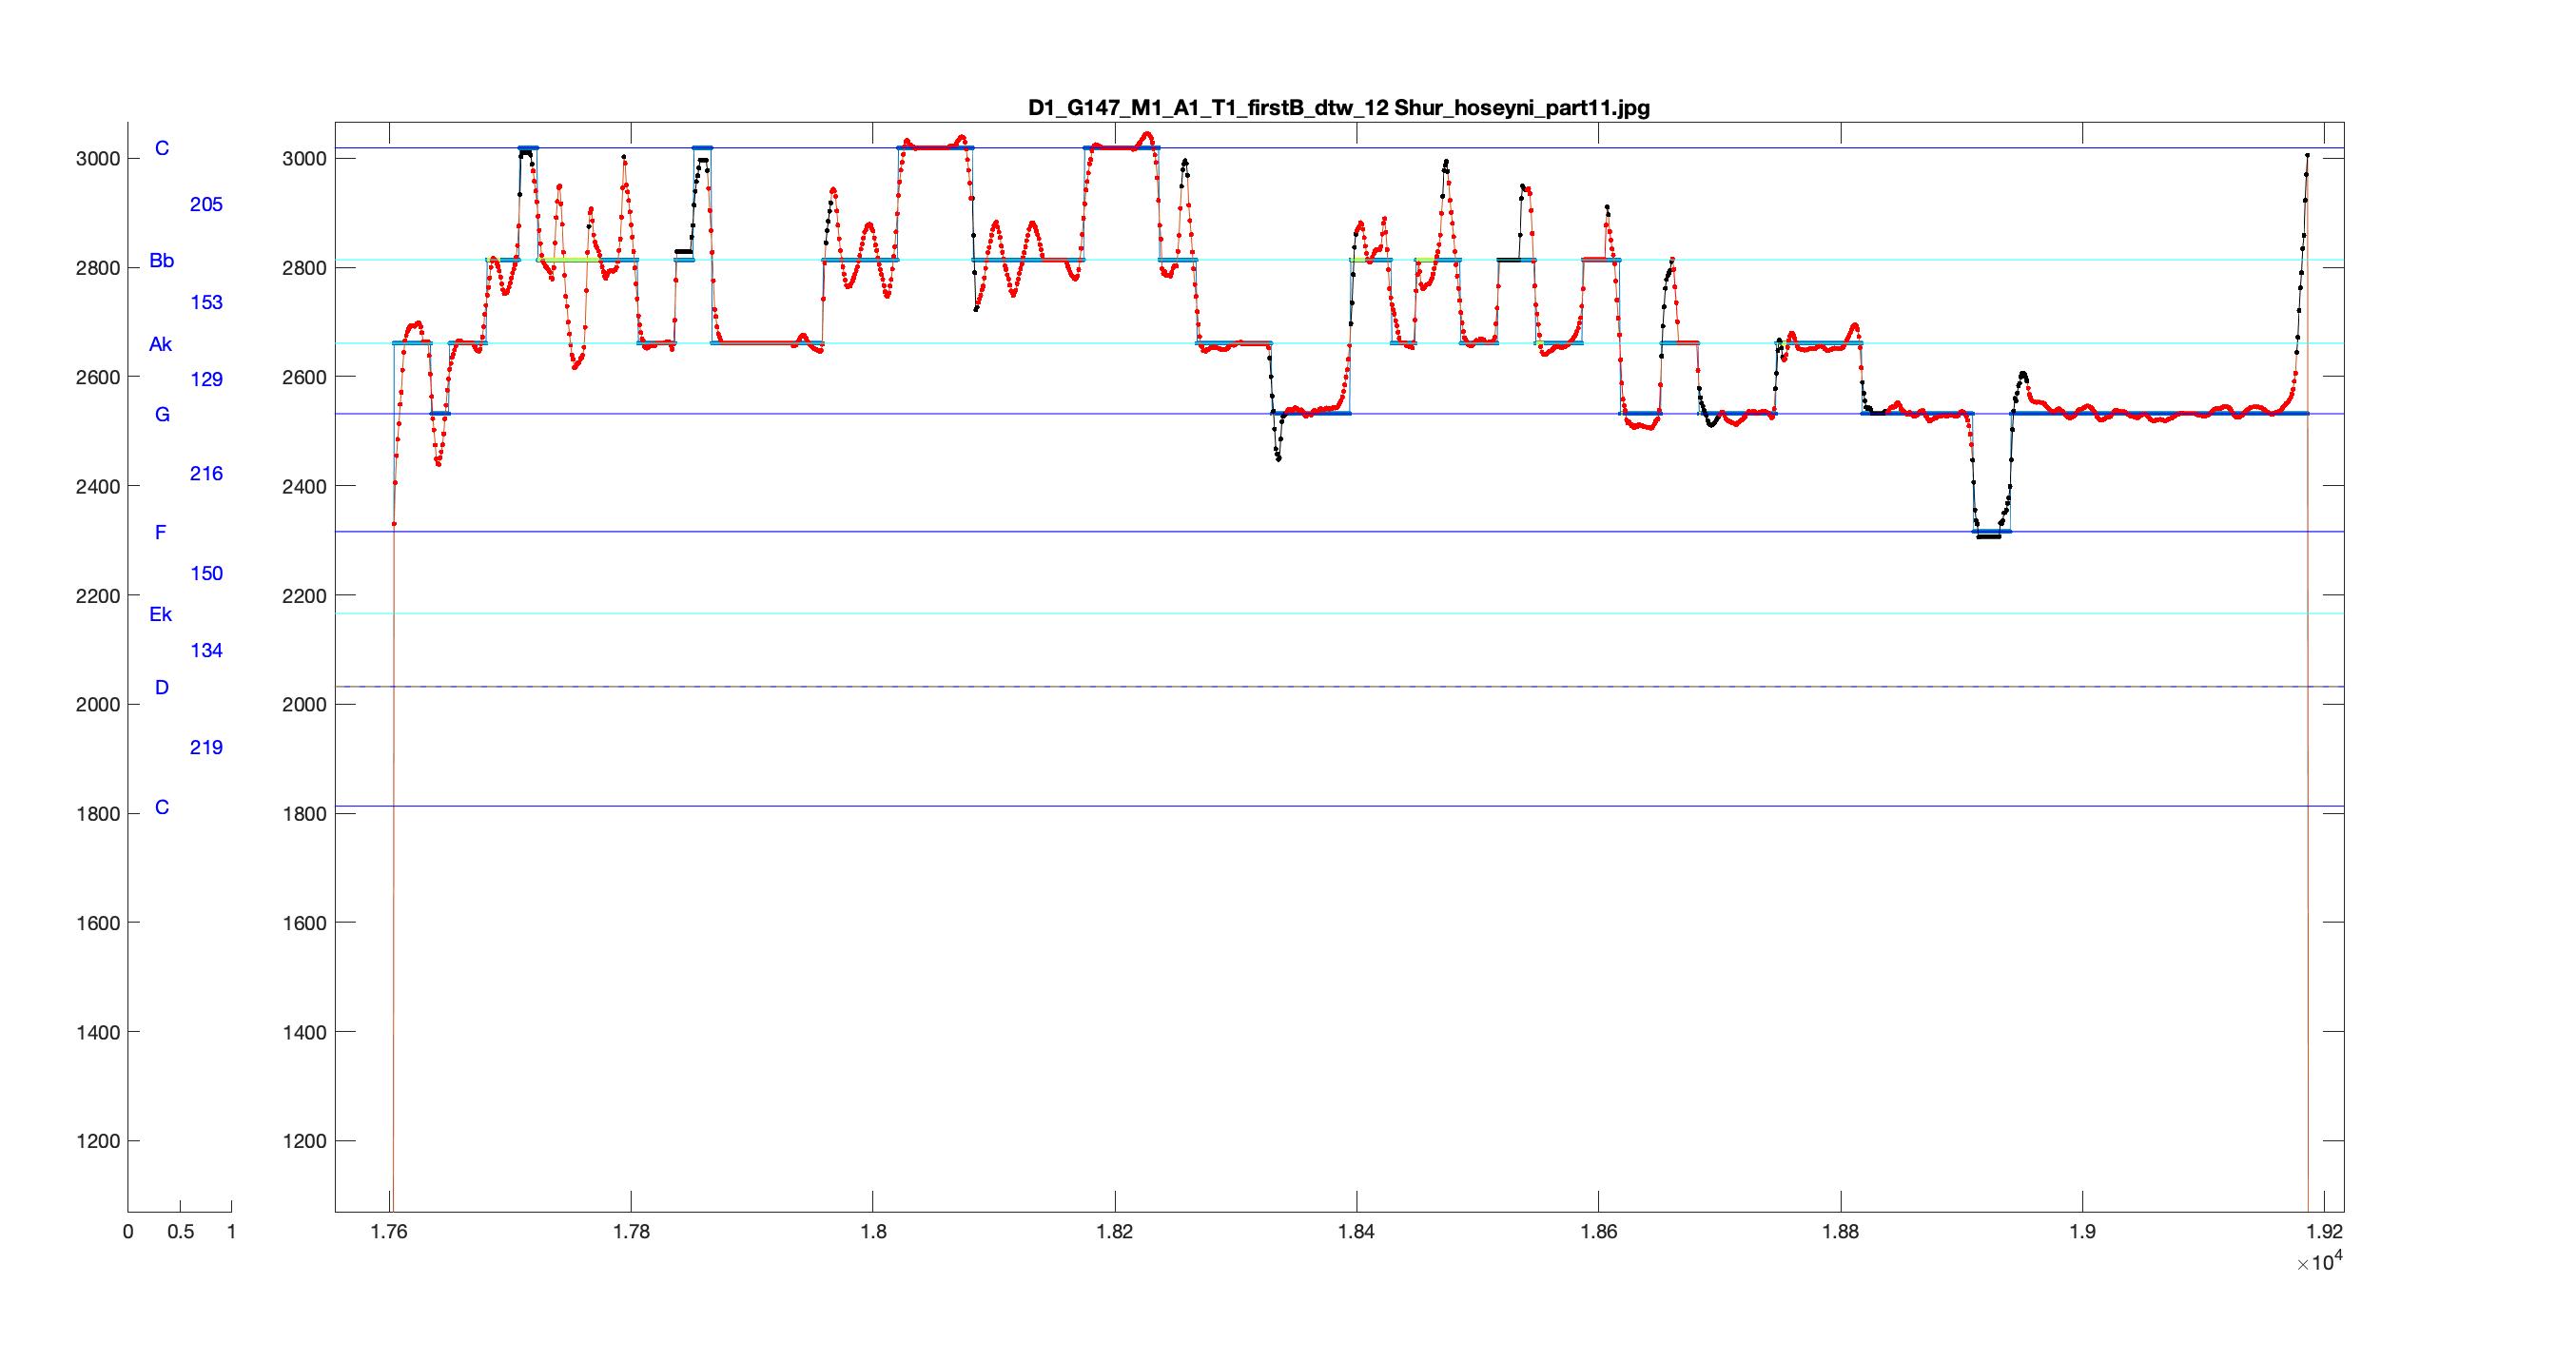 D1_G147_M1_A1_T1_firstB_dtw_12 Shur_hoseyni_part11.jpg
3000 C 3000
205
2800 Bb 2800
153
Ak
2600 129 2600
G
216
2400 2400
F
150
2200 2200
Ek
134
D
2000 2000
219
C
1800 1800
1600 1600
1400 1400
1200 1200
0 0.5 1 1.76 1.78 1.8 1.82 1.84 1.86 1.88 1.9 1.92
×10⁴